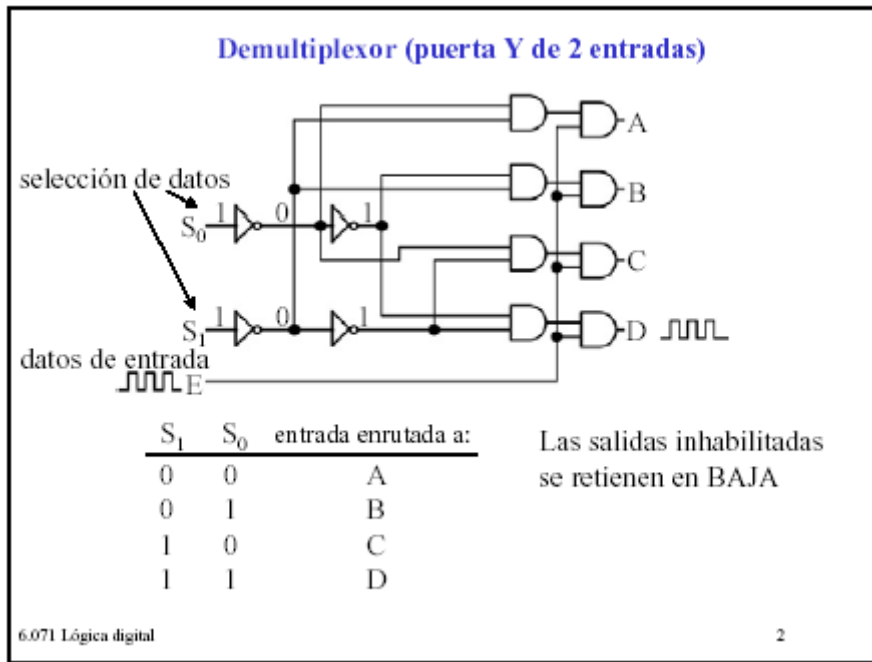 Demultiplexor (puerta Y de 2 entradas)
A
selección de datos
B
S₀ 1 0 1
C
S₁ 1 0 1
D
datos de entrada
E
S₁ S₀ entrada enrutada a:
0 0 A
0 1 B
1 0 C
1 1 D
Las salidas inhabilitadas
se retienen en BAJA
6.071 Lógica digital
2